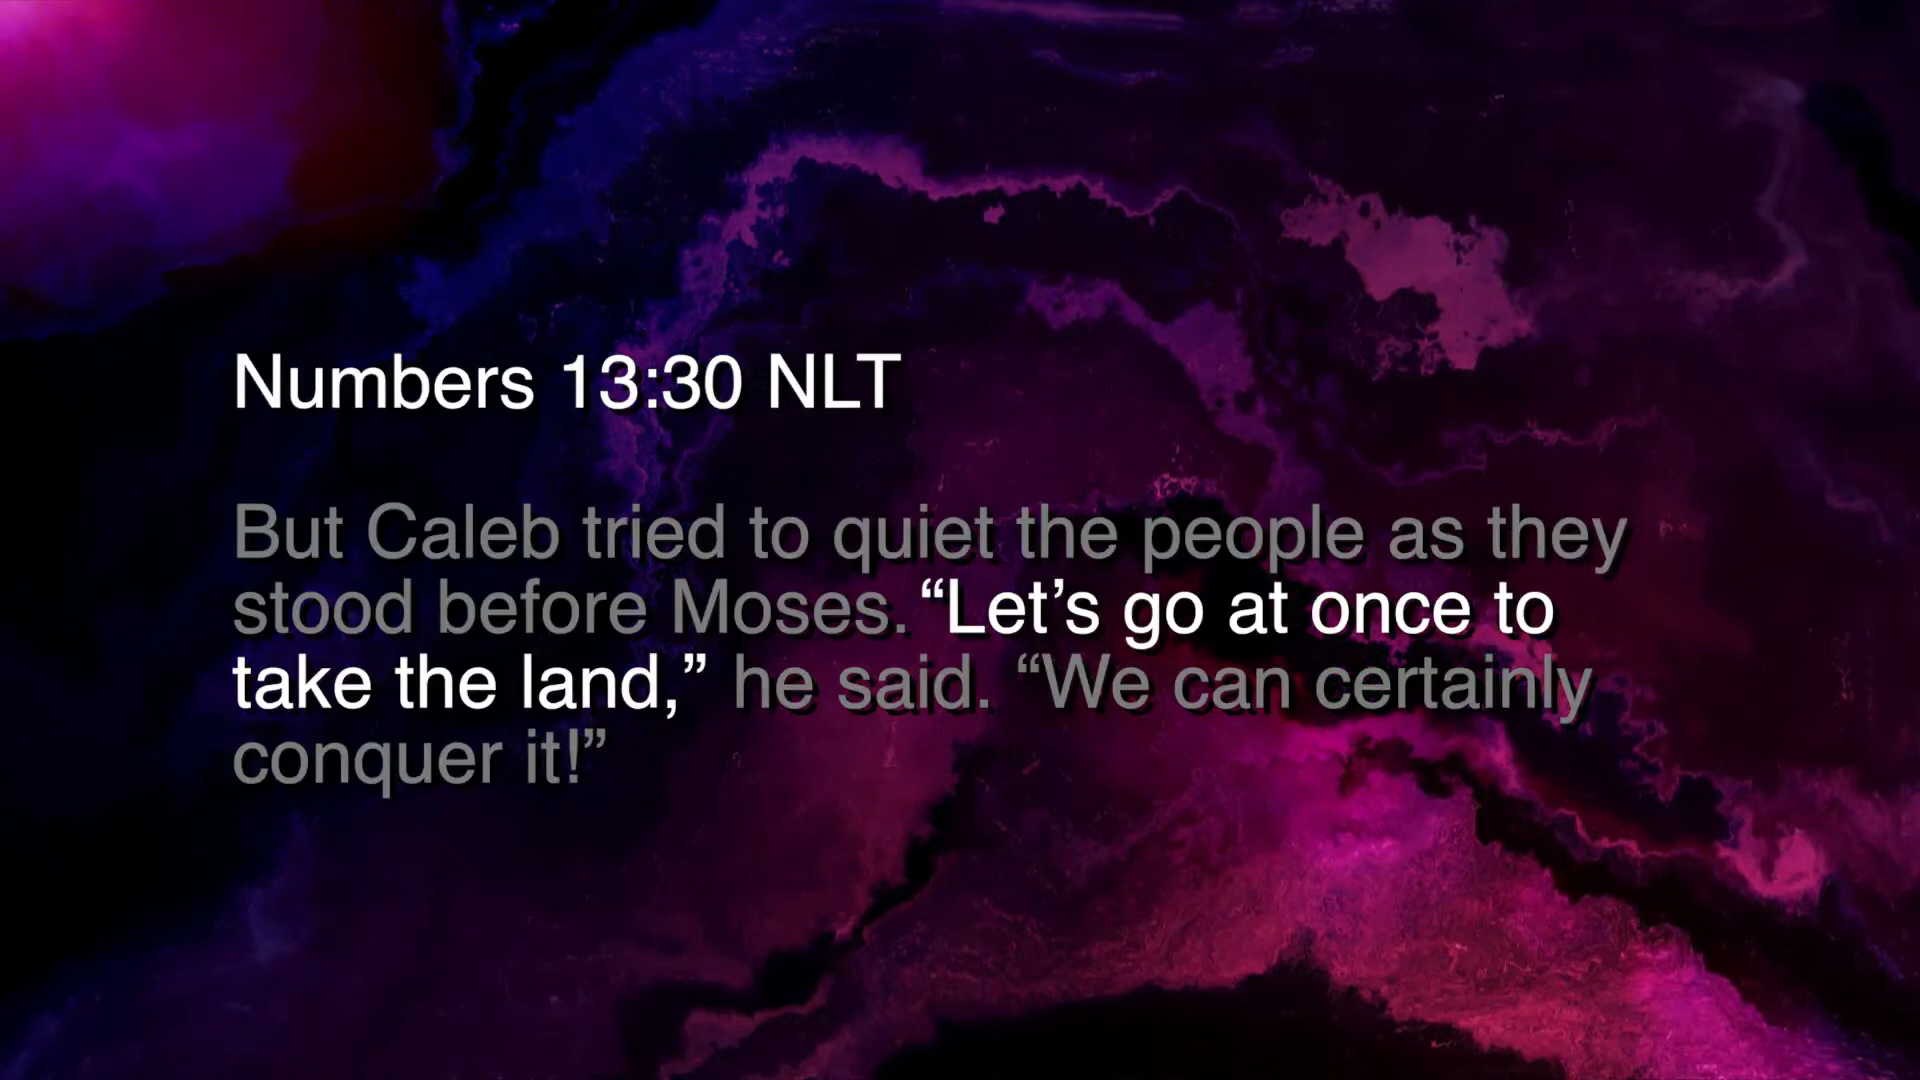 Numbers 13:30 NLT
But Caleb tried to quiet the people as they
stood before Moses. “Let’s go at once to
take the land,” he said. “We can certainly
conquer it!”